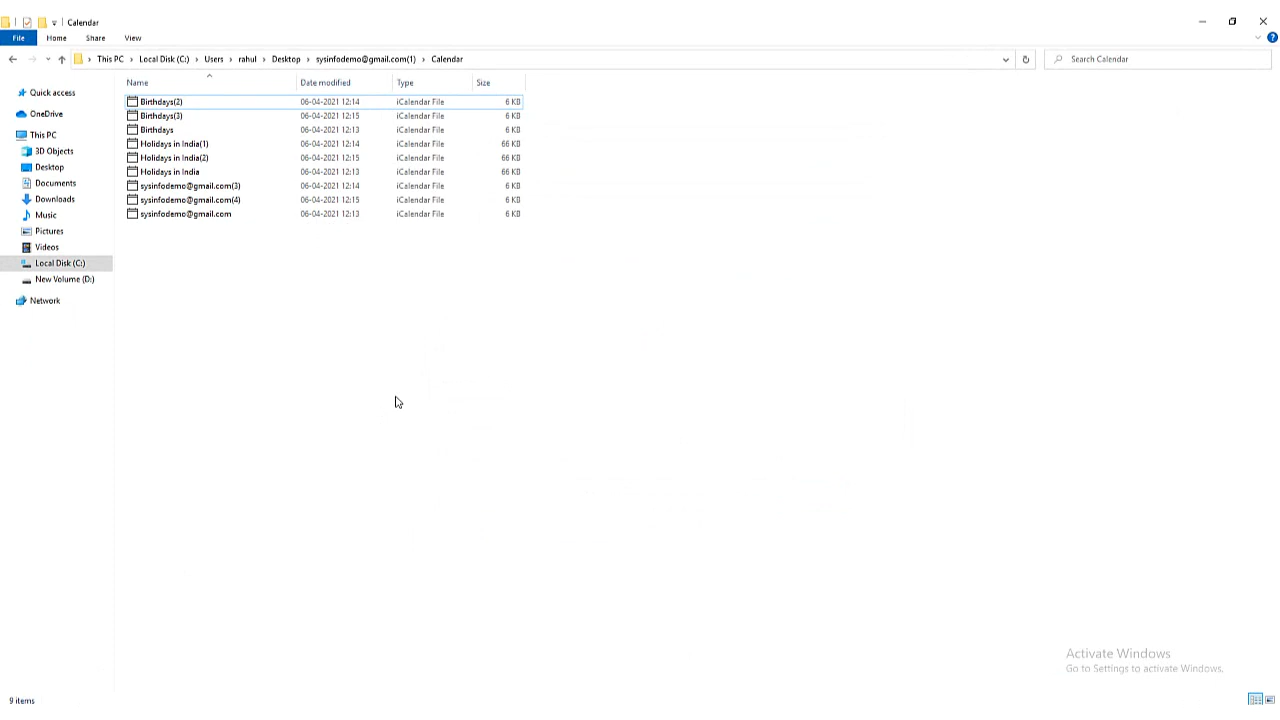 Calendar
File Home Share View
This PC Local Disk (C:) Users rahul Desktop sysinfodemo@gmail.com(1) Calendar Search Calendar
Name Date modified Type Size
Quick access
OneDrive
This PC
3D Objects
Desktop
Documents
Downloads
Music
Pictures
Videos
Local Disk (C:)
New Volume (D:)
Network
Birthdays(2) 06-04-2021 12:14 iCalendar File 6 KB
Birthdays(3) 06-04-2021 12:15 iCalendar File 6 KB
Birthdays 06-04-2021 12:13 iCalendar File 6 KB
Holidays in India(1) 06-04-2021 12:14 iCalendar File 66 KB
Holidays in India(2) 06-04-2021 12:15 iCalendar File 66 KB
Holidays in India 06-04-2021 12:13 iCalendar File 66 KB
sysinfodemo@gmail.com(3) 06-04-2021 12:14 iCalendar File 6 KB
sysinfodemo@gmail.com(4) 06-04-2021 12:15 iCalendar File 6 KB
sysinfodemo@gmail.com 06-04-2021 12:13 iCalendar File 6 KB
Activate Windows
Go to Settings to activate Windows.
9 items